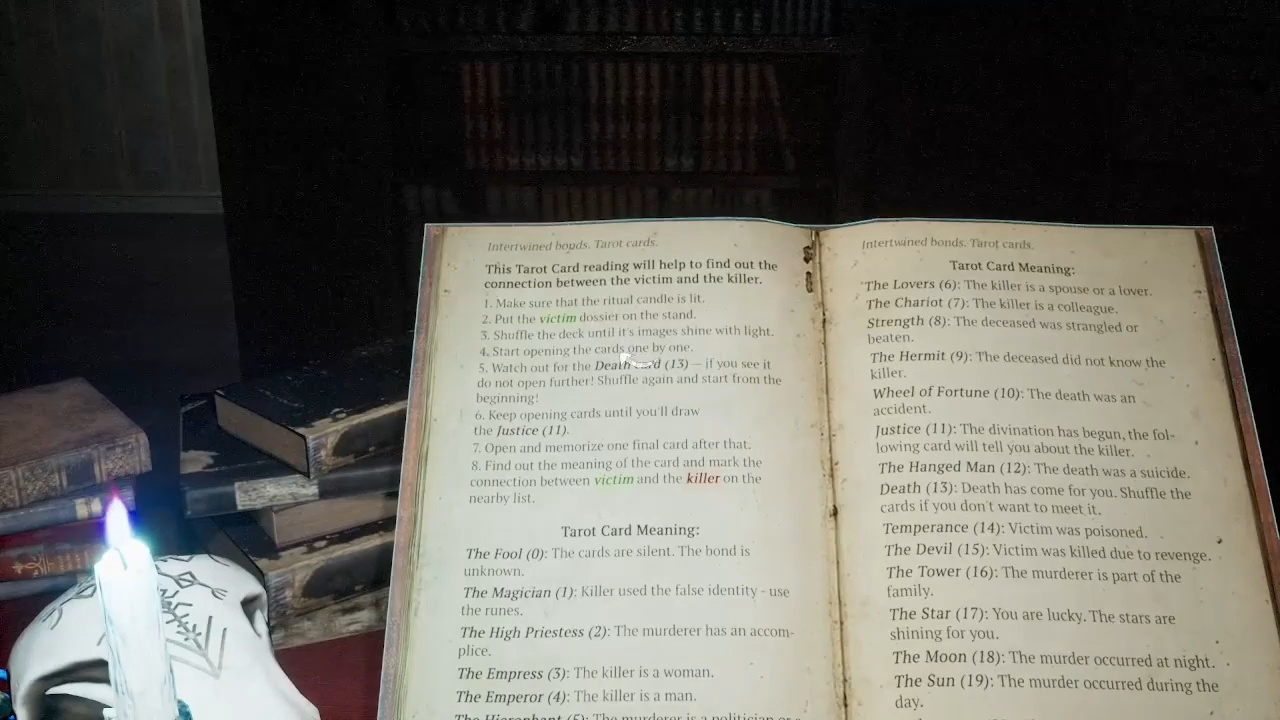 Intertwined bonds. Tarot cards.
This Tarot Card reading will help to find out the
connection between the victim and the killer.
1. Make sure that the ritual candle is lit.
2. Put the victim dossier on the stand.
3. Shuffle the deck until it's images shine with light.
4. Start opening the cards one by one.
5. Watch out for the Death Card (13) – if you see it
do not open further! Shuffle again and start from the
beginning!
6. Keep opening cards until you'll draw
the Justice (11).
7. Open and memorize one final card after that.
8. Find out the meaning of the card and mark the
connection between victim and the killer on the
nearby list.
Tarot Card Meaning:
The Fool (0): The cards are silent. The bond is
unknown.
The Magician (1): Killer used the false identity - use
the runes.
The High Priestess (2): The murderer has an accom-
plice.
The Empress (3): The killer is a woman.
The Emperor (4): The killer is a man.
The Hierophant (5): The murderer is a politician or a
Intertwined bonds. Tarot cards.
Tarot Card Meaning:
The Lovers (6): The killer is a spouse or a lover.
The Chariot (7): The killer is a colleague.
Strength (8): The deceased was strangled or
beaten.
The Hermit (9): The deceased did not know the
killer.
Wheel of Fortune (10): The death was an
accident.
Justice (11): The divination has begun, the fol-
lowing card will tell you about the killer.
The Hanged Man (12): The death was a suicide.
Death (13): Death has come for you. Shuffle the
cards if you don't want to meet it.
Temperance (14): Victim was poisoned.
The Devil (15): Victim was killed due to revenge.
The Tower (16): The murderer is part of the
family.
The Star (17): You are lucky. The stars are
shining for you.
The Moon (18): The murder occurred at night.
The Sun (19): The murder occurred during the
day.